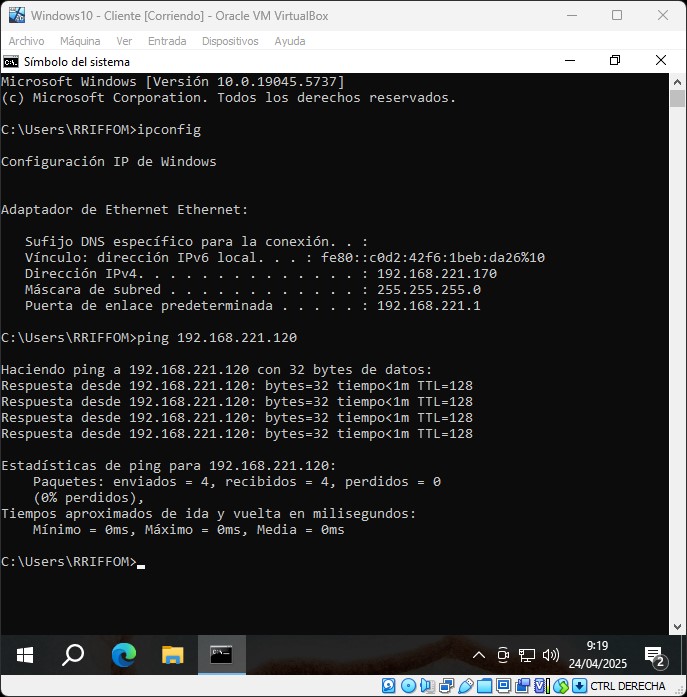 Windows10 - Cliente [Corriendo] - Oracle VM VirtualBox
Archivo Máquina Ver Entrada Dispositivos Ayuda
Símbolo del sistema
Microsoft Windows [Versión 10.0.19045.5737]
(c) Microsoft Corporation. Todos los derechos reservados.
C:\Users\RRIFFOM>ipconfig
Configuración IP de Windows
Adaptador de Ethernet Ethernet:
Sufijo DNS específico para la conexión. . :
Vínculo: dirección IPv6 local. . . : fe80::c0d2:42f6:1beb:da26%10
Dirección IPv4. . . . . . . . . . . . . . : 192.168.221.170
Máscara de subred . . . . . . . . . . . . : 255.255.255.0
Puerta de enlace predeterminada . . . . . : 192.168.221.1
C:\Users\RRIFFOM>ping 192.168.221.120
Haciendo ping a 192.168.221.120 con 32 bytes de datos:
Respuesta desde 192.168.221.120: bytes=32 tiempo<1m TTL=128
Respuesta desde 192.168.221.120: bytes=32 tiempo<1m TTL=128
Respuesta desde 192.168.221.120: bytes=32 tiempo<1m TTL=128
Respuesta desde 192.168.221.120: bytes=32 tiempo<1m TTL=128
Estadísticas de ping para 192.168.221.120:
Paquetes: enviados = 4, recibidos = 4, perdidos = 0
(0% perdidos),
Tiempos aproximados de ida y vuelta en milisegundos:
Mínimo = 0ms, Máximo = 0ms, Media = 0ms
C:\Users\RRIFFOM>
9:19
24/04/2025
2
CTRL DERECHA